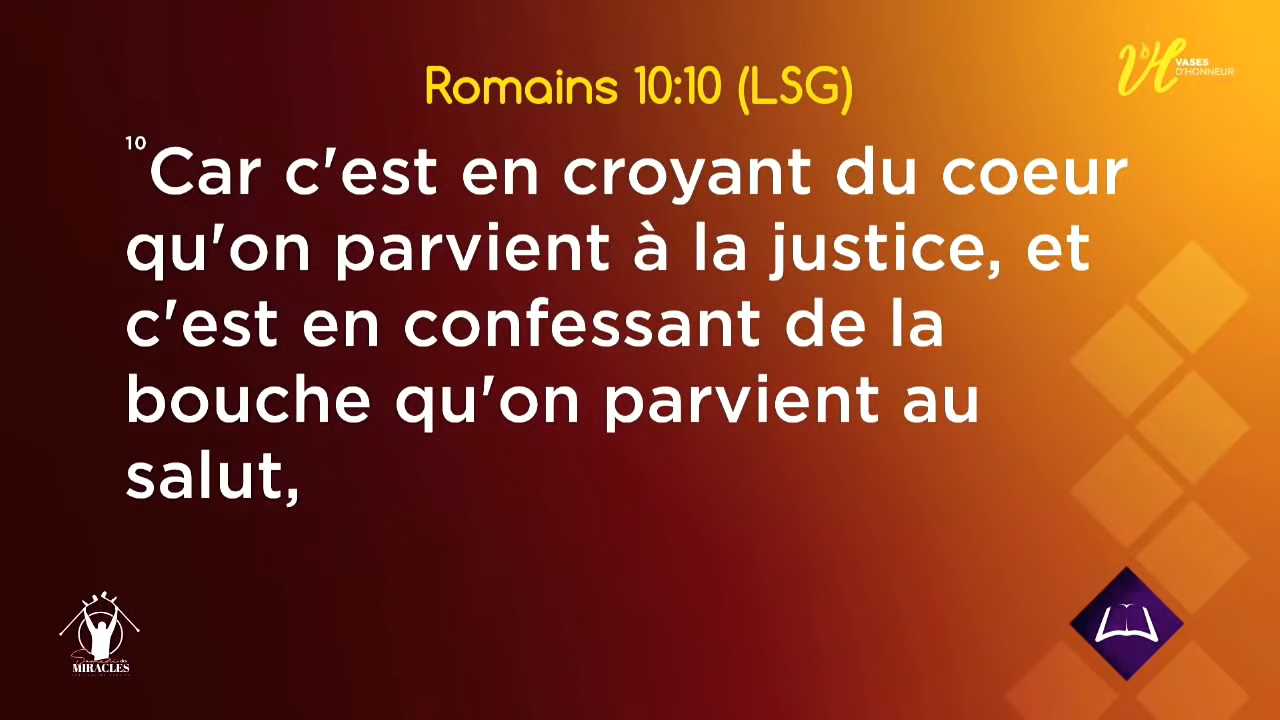 Romains 10:10 (LSG)
VASES
D'HONNEUR
10 Car c'est en croyant du coeur
qu'on parvient à la justice, et
c'est en confessant de la
bouche qu'on parvient au
salut,
des
MIRACLES